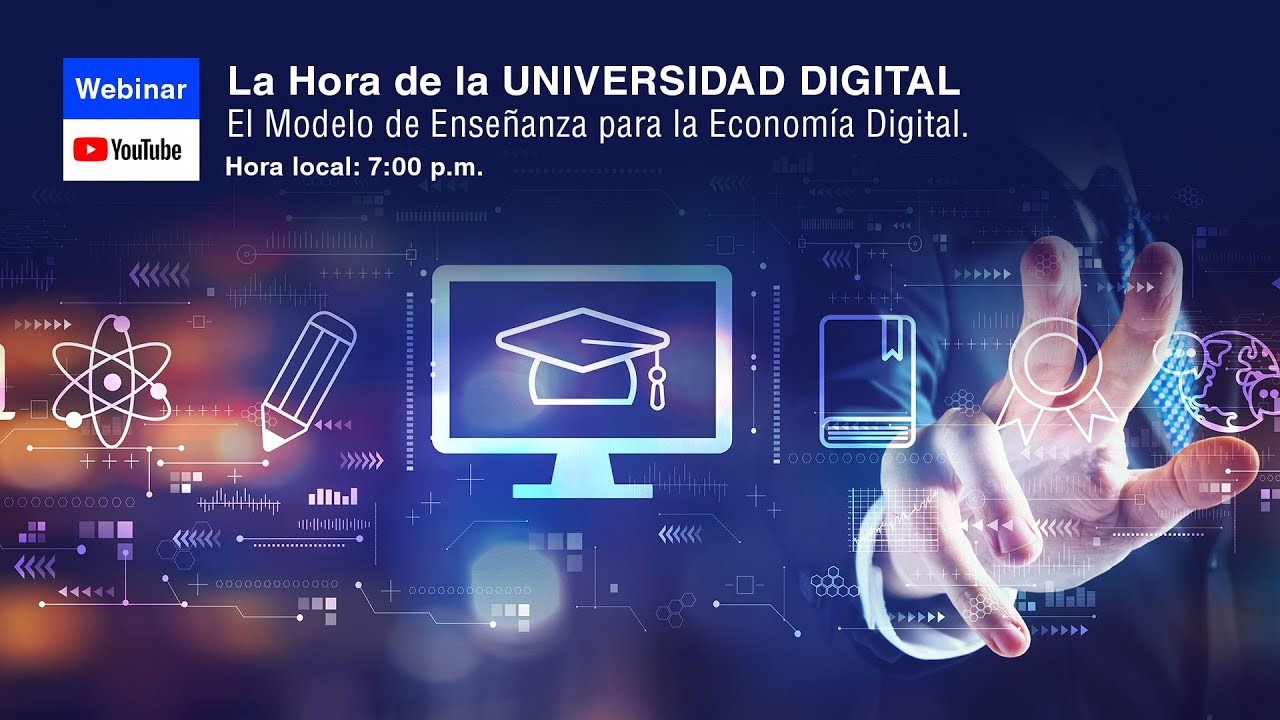 Webinar
YouTube
La Hora de la UNIVERSIDAD DIGITAL
El Modelo de Enseñanza para la Economía Digital.
Hora local: 7:00 p.m.